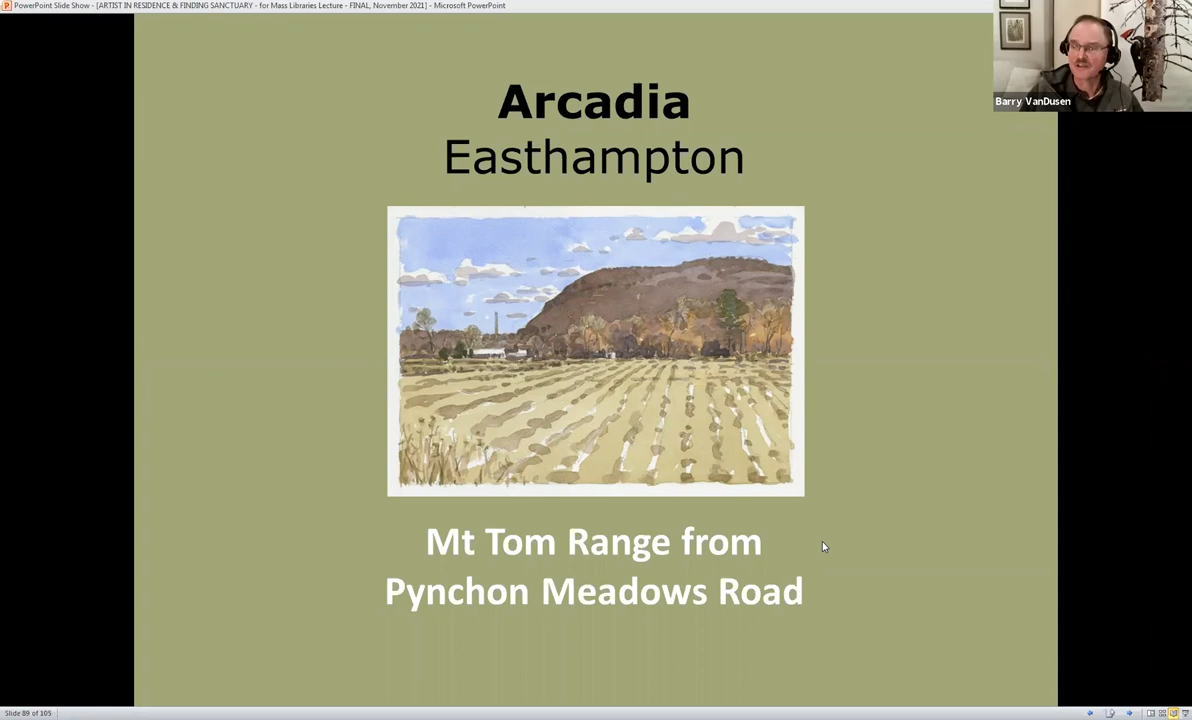 PowerPoint Slide Show - [ARTIST IN RESIDENCE & FINDING SANCTUARY - for Mass Libraries Lecture - FINAL, November 2021] - Microsoft PowerPoint
Barry VanDusen
Arcadia
Easthampton
Mt Tom Range from
Pynchon Meadows Road
Slide 89 of 105